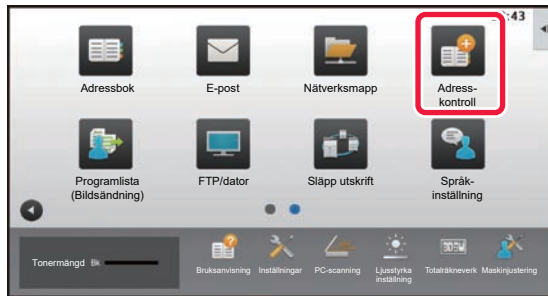 :43
Adressbok
E-post
Nätverksmapp
Adress-
kontroll
Programlista
(Bildsändning)
FTP/dator
Släpp utskrift
Språk-
inställning
Tonermängd Bk
Bruksanvisning
Inställningar
PC-scanning
Ljusstyrka
inställning
Totalräkneverk
Maskinjustering